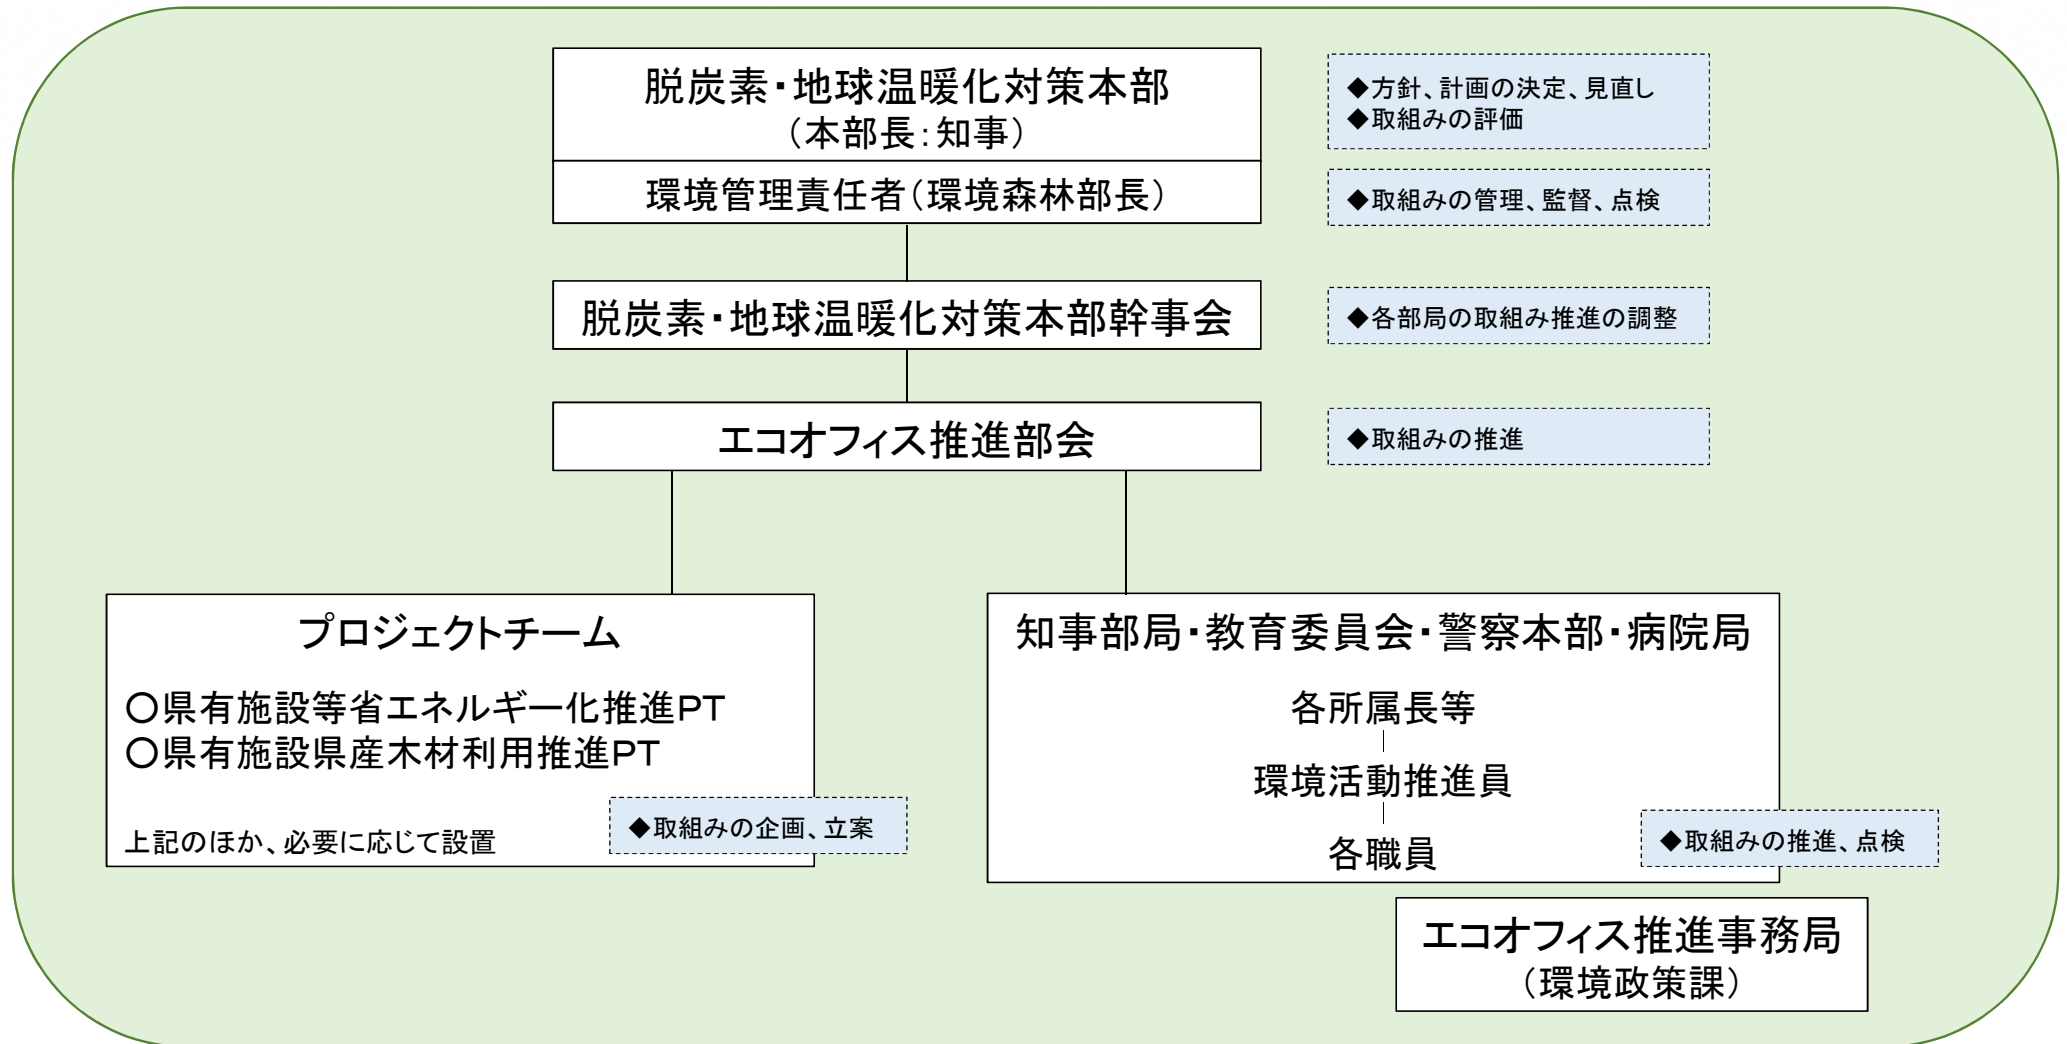 脱炭素・地球温暖化対策本部
（本部長：知事）
◆方針、計画の決定、見直し
◆取組みの評価
環境管理責任者（環境森林部長）
◆取組みの管理、監督、点検
脱炭素・地球温暖化対策本部幹事会
◆各部局の取組み推進の調整
エコオフィス推進部会
◆取組みの推進
プロジェクトチーム
○県有施設等省エネルギー化推進PT
○県有施設県産木材利用推進PT
上記のほか、必要に応じて設置
◆取組みの企画、立案
知事部局・教育委員会・警察本部・病院局
各所属長等
環境活動推進員
各職員
◆取組みの推進、点検
エコオフィス推進事務局
（環境政策課）